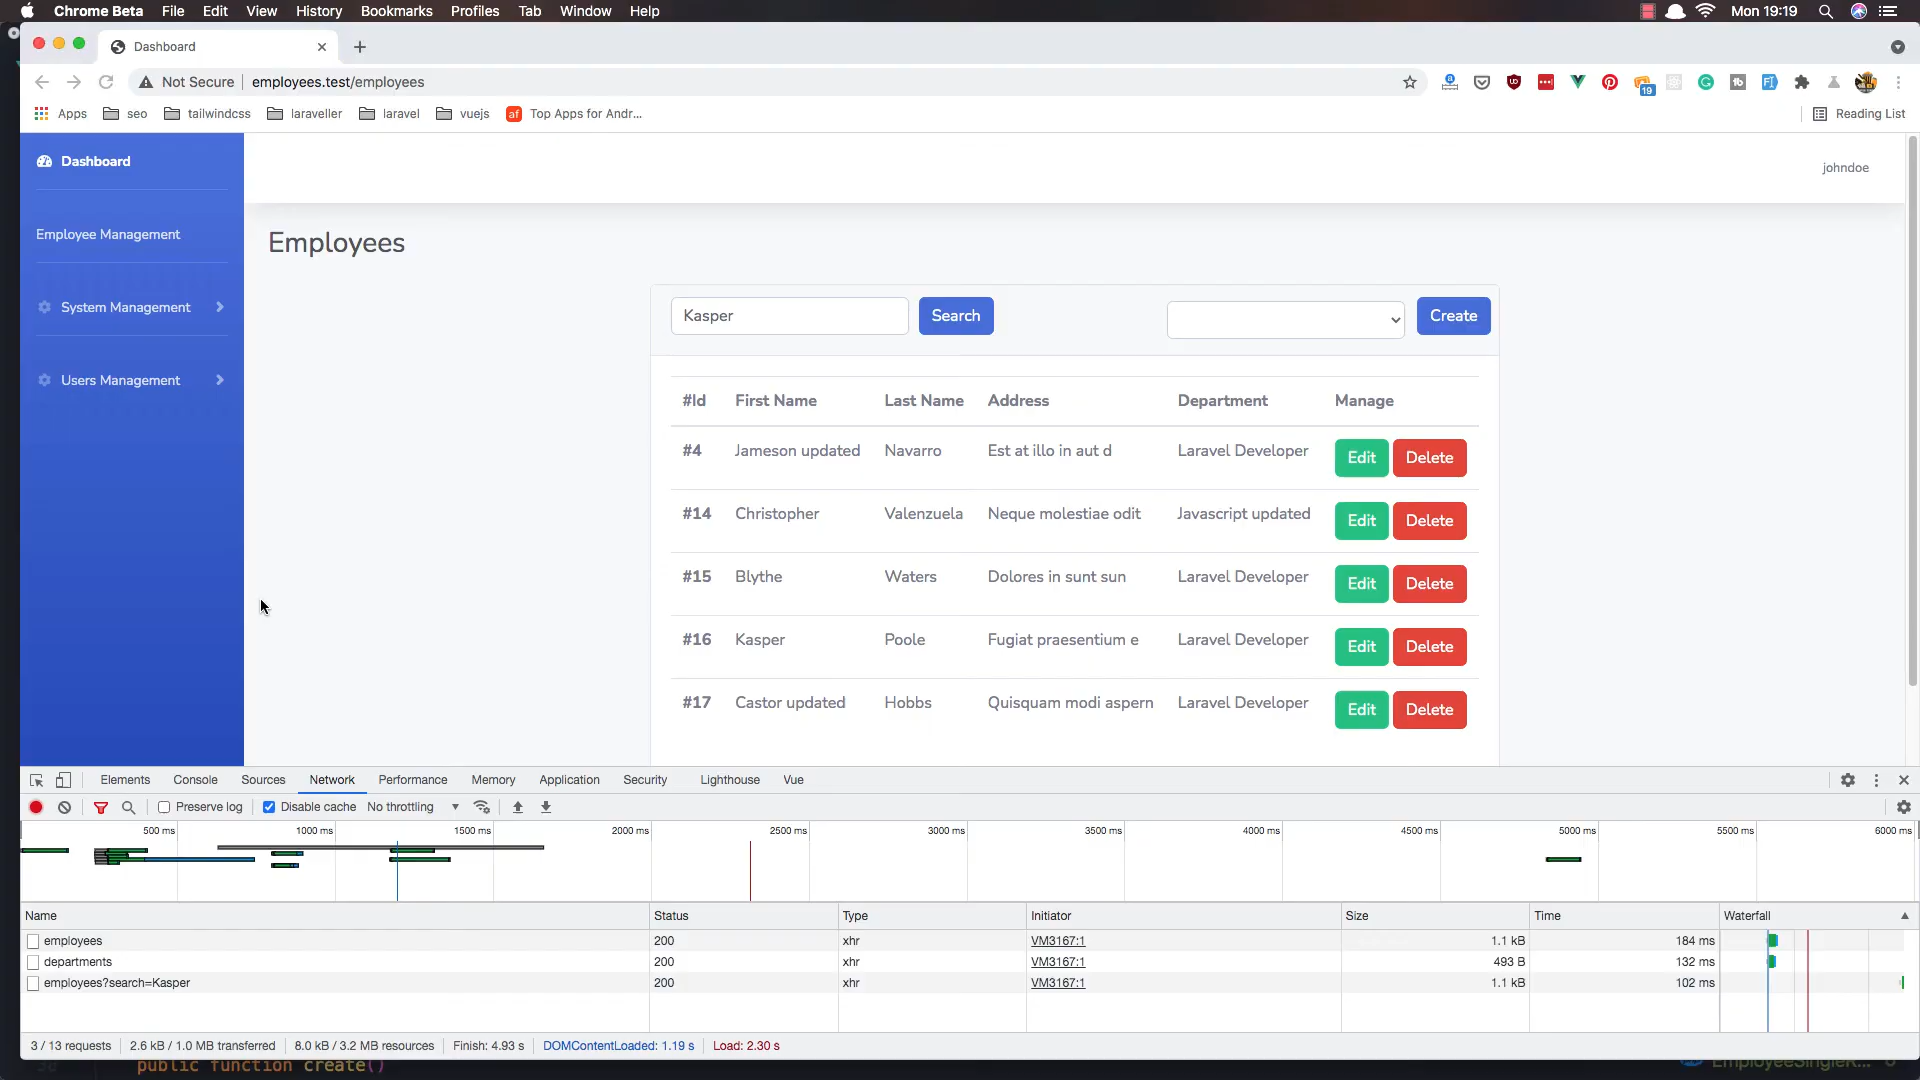 Chrome Beta File Edit View History Bookmarks Profiles Tab Window Help Mon 19:19
Dashboard
Not Secure employees.test/employees 19
Apps seo tailwindcss laraveller laravel vuejs Top Apps for Andr... Reading List
Dashboard
johndoe
Employee Management
System Management
Users Management
Employees
Kasper Search Create
#Id First Name Last Name Address Department Manage
#4 Jameson updated Navarro Est at illo in aut d Laravel Developer Edit Delete
#14 Christopher Valenzuela Neque molestiae odit Javascript updated Edit Delete
#15 Blythe Waters Dolores in sunt sun Laravel Developer Edit Delete
#16 Kasper Poole Fugiat praesentium e Laravel Developer Edit Delete
#17 Castor updated Hobbs Quisquam modi aspern Laravel Developer Edit Delete
Elements Console Sources Network Performance Memory Application Security Lighthouse Vue
Preserve log Disable cache No throttling
500 ms 1000 ms 1500 ms 2000 ms 2500 ms 3000 ms 3500 ms 4000 ms 4500 ms 5000 ms 5500 ms 6000 ms
Name Status Type Initiator Size Time Waterfall
employees 200 xhr VM3167:1 1.1 kB 184 ms
departments 200 xhr VM3167:1 493 B 132 ms
employees?search=Kasper 200 xhr VM3167:1 1.1 kB 102 ms
3 / 13 requests 2.6 kB / 1.0 MB transferred 8.0 kB / 3.2 MB resources Finish: 4.93 s DOMContentLoaded: 1.19 s Load: 2.30 s
public function create()